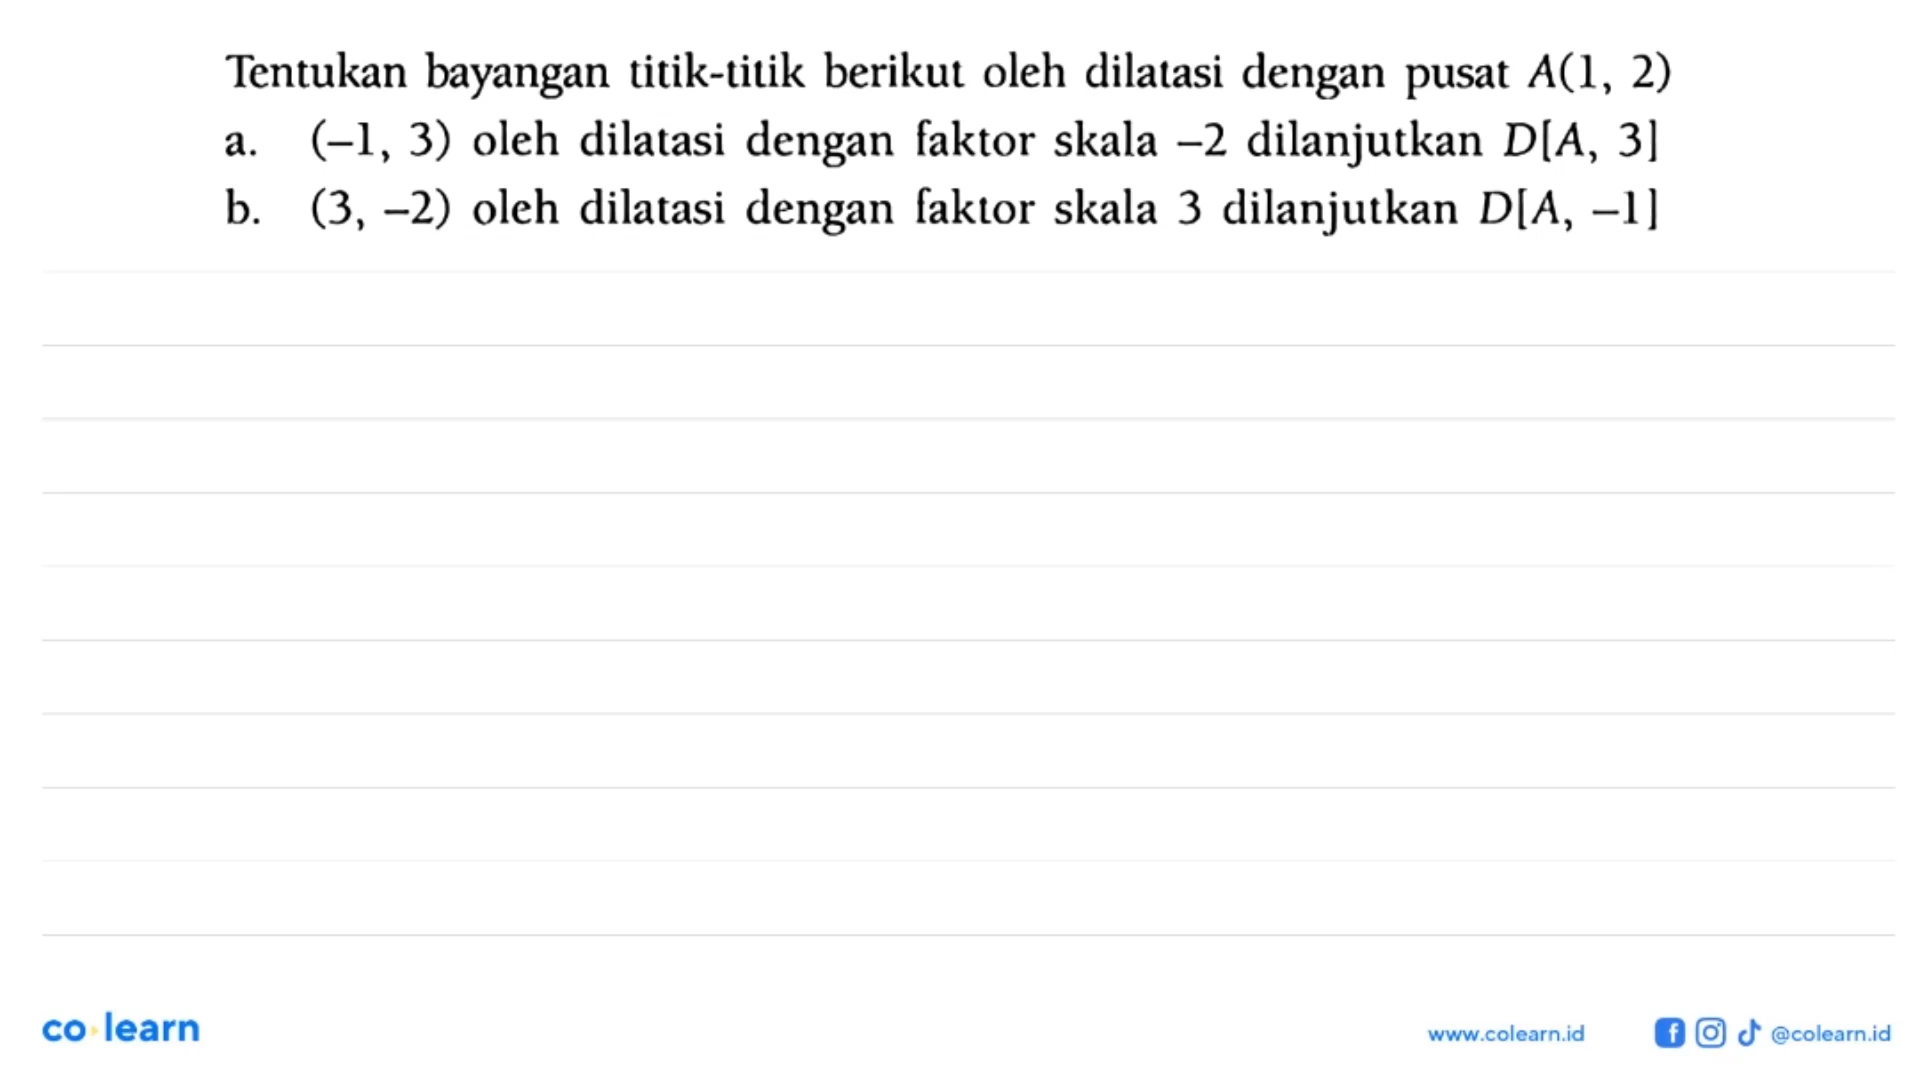 Tentukan bayangan titik-titik berikut oleh dilatasi dengan pusat A(1, 2)
a. (–1, 3) oleh dilatasi dengan faktor skala –2 dilanjutkan D[A, 3]
b. (3, –2) oleh dilatasi dengan faktor skala 3 dilanjutkan D[A, –1]
co learn
www.colearn.id @colearn.id